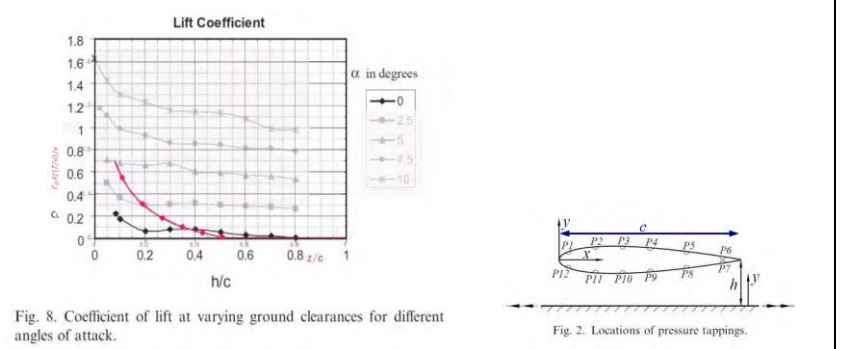 Lift Coefficient
1.8
1.6
1.4
1.2
1
0.8
0.6
0.4
0.2
0
0 0.2 0.4 0.6 0.8 1
z/c
h/c
α in degrees
0
2.5
5
7.5
10
Fig. 8. Coefficient of lift at varying ground clearances for different
angles of attack.
y
c
P1 P2 P3 P4 P5 P6
x
P12 P11 P10 P9 P8 P7
h y
Fig. 2. Locations of pressure tappings.